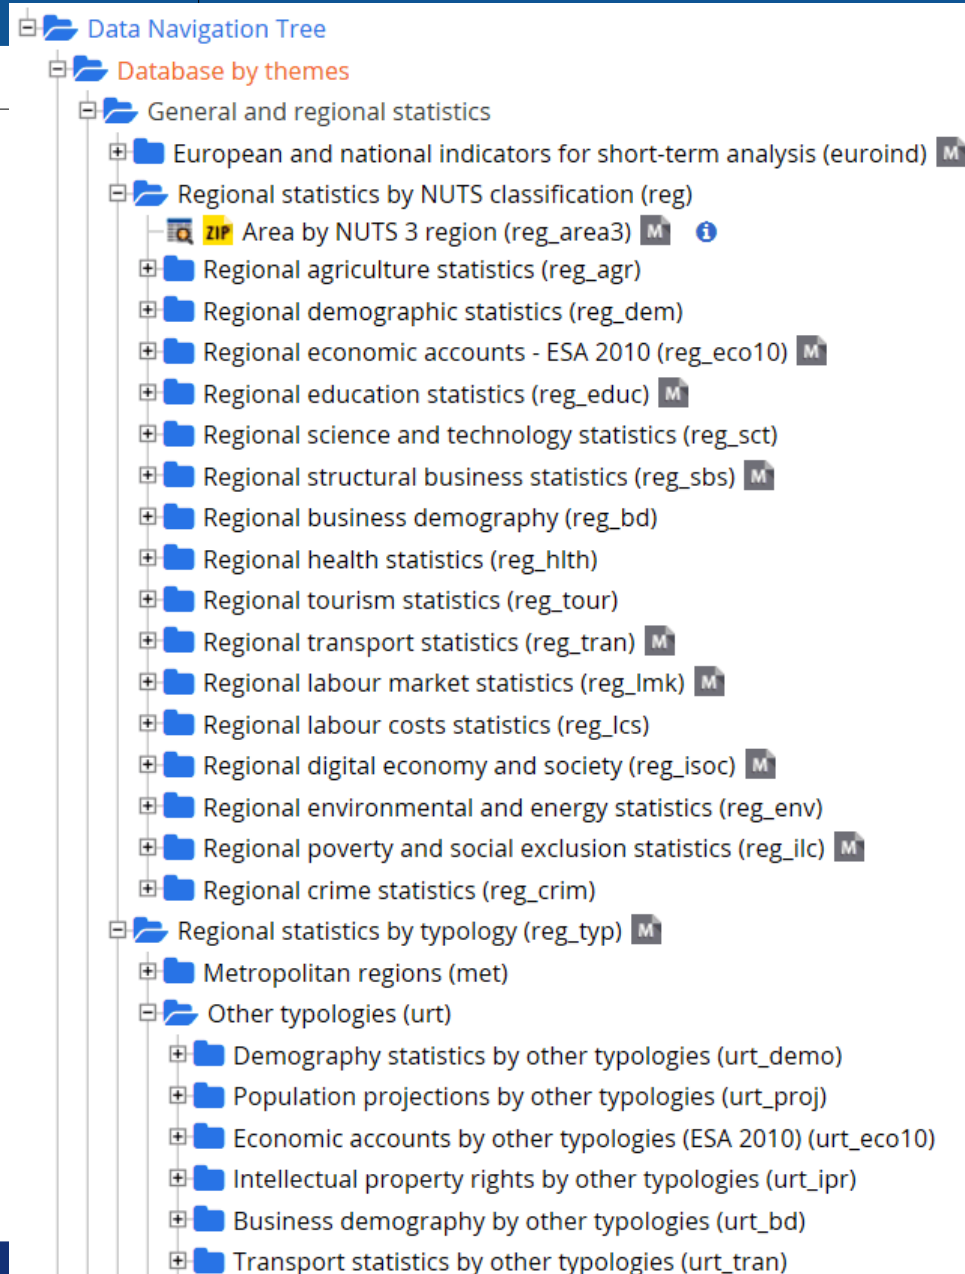 Data Navigation Tree
Database by themes
General and regional statistics
European and national indicators for short-term analysis (euroind) M
Regional statistics by NUTS classification (reg)
ZIP Area by NUTS 3 region (reg_area3) M i
Regional agriculture statistics (reg_agr)
Regional demographic statistics (reg_dem)
Regional economic accounts - ESA 2010 (reg_eco10) M
Regional education statistics (reg_educ) M
Regional science and technology statistics (reg_sct)
Regional structural business statistics (reg_sbs) M
Regional business demography (reg_bd)
Regional health statistics (reg_hlth)
Regional tourism statistics (reg_tour)
Regional transport statistics (reg_tran) M
Regional labour market statistics (reg_lmk) M
Regional labour costs statistics (reg_lcs)
Regional digital economy and society (reg_isoc) M
Regional environmental and energy statistics (reg_env)
Regional poverty and social exclusion statistics (reg_ilc) M
Regional crime statistics (reg_crim)
Regional statistics by typology (reg_typ) M
Metropolitan regions (met)
Other typologies (urt)
Demography statistics by other typologies (urt_demo)
Population projections by other typologies (urt_proj)
Economic accounts by other typologies (ESA 2010) (urt_eco10)
Intellectual property rights by other typologies (urt_ipr)
Business demography by other typologies (urt_bd)
Transport statistics by other typologies (urt_tran)